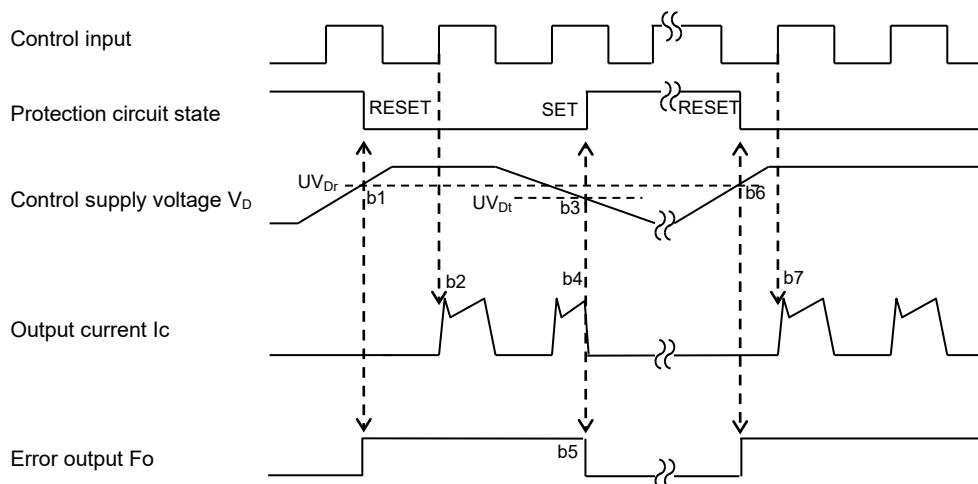 Control input
Protection circuit state
RESET
SET
RESET
Control supply voltage VD
UVDr
b1
UVDt
b3
b6
b2
b4
b7
Output current Ic
Error output Fo
b5